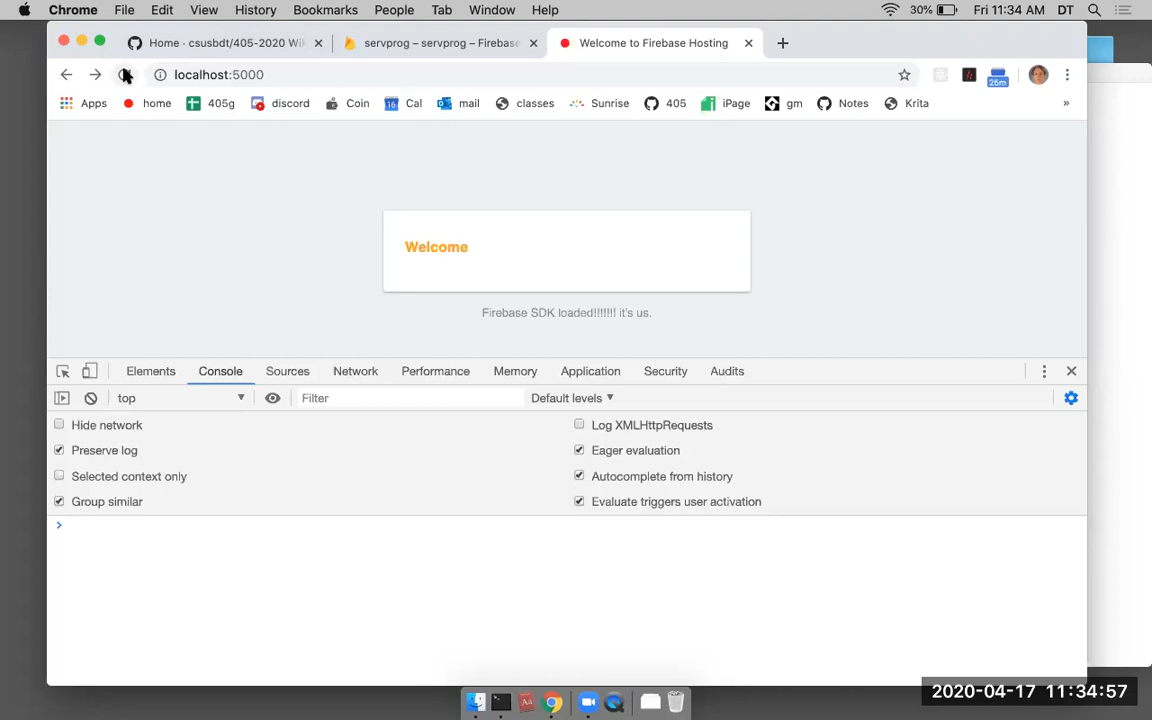 Chrome File Edit View History Bookmarks People Tab Window Help 30% Fri 11:34 AM DT
Home · csusbdt/405-2020 Wik servprog – servprog – Firebase Welcome to Firebase Hosting
localhost:5000
25m
Apps home 405g discord Coin 16 Cal mail classes Sunrise 405 iPage gm Notes Krita »
Welcome
Firebase SDK loaded!!!!!!! it's us.
Elements Console Sources Network Performance Memory Application Security Audits
top Filter Default levels
Hide network Log XMLHttpRequests
Preserve log Eager evaluation
Selected context only Autocomplete from history
Group similar Evaluate triggers user activation
>
2020-04-17 11:34:57